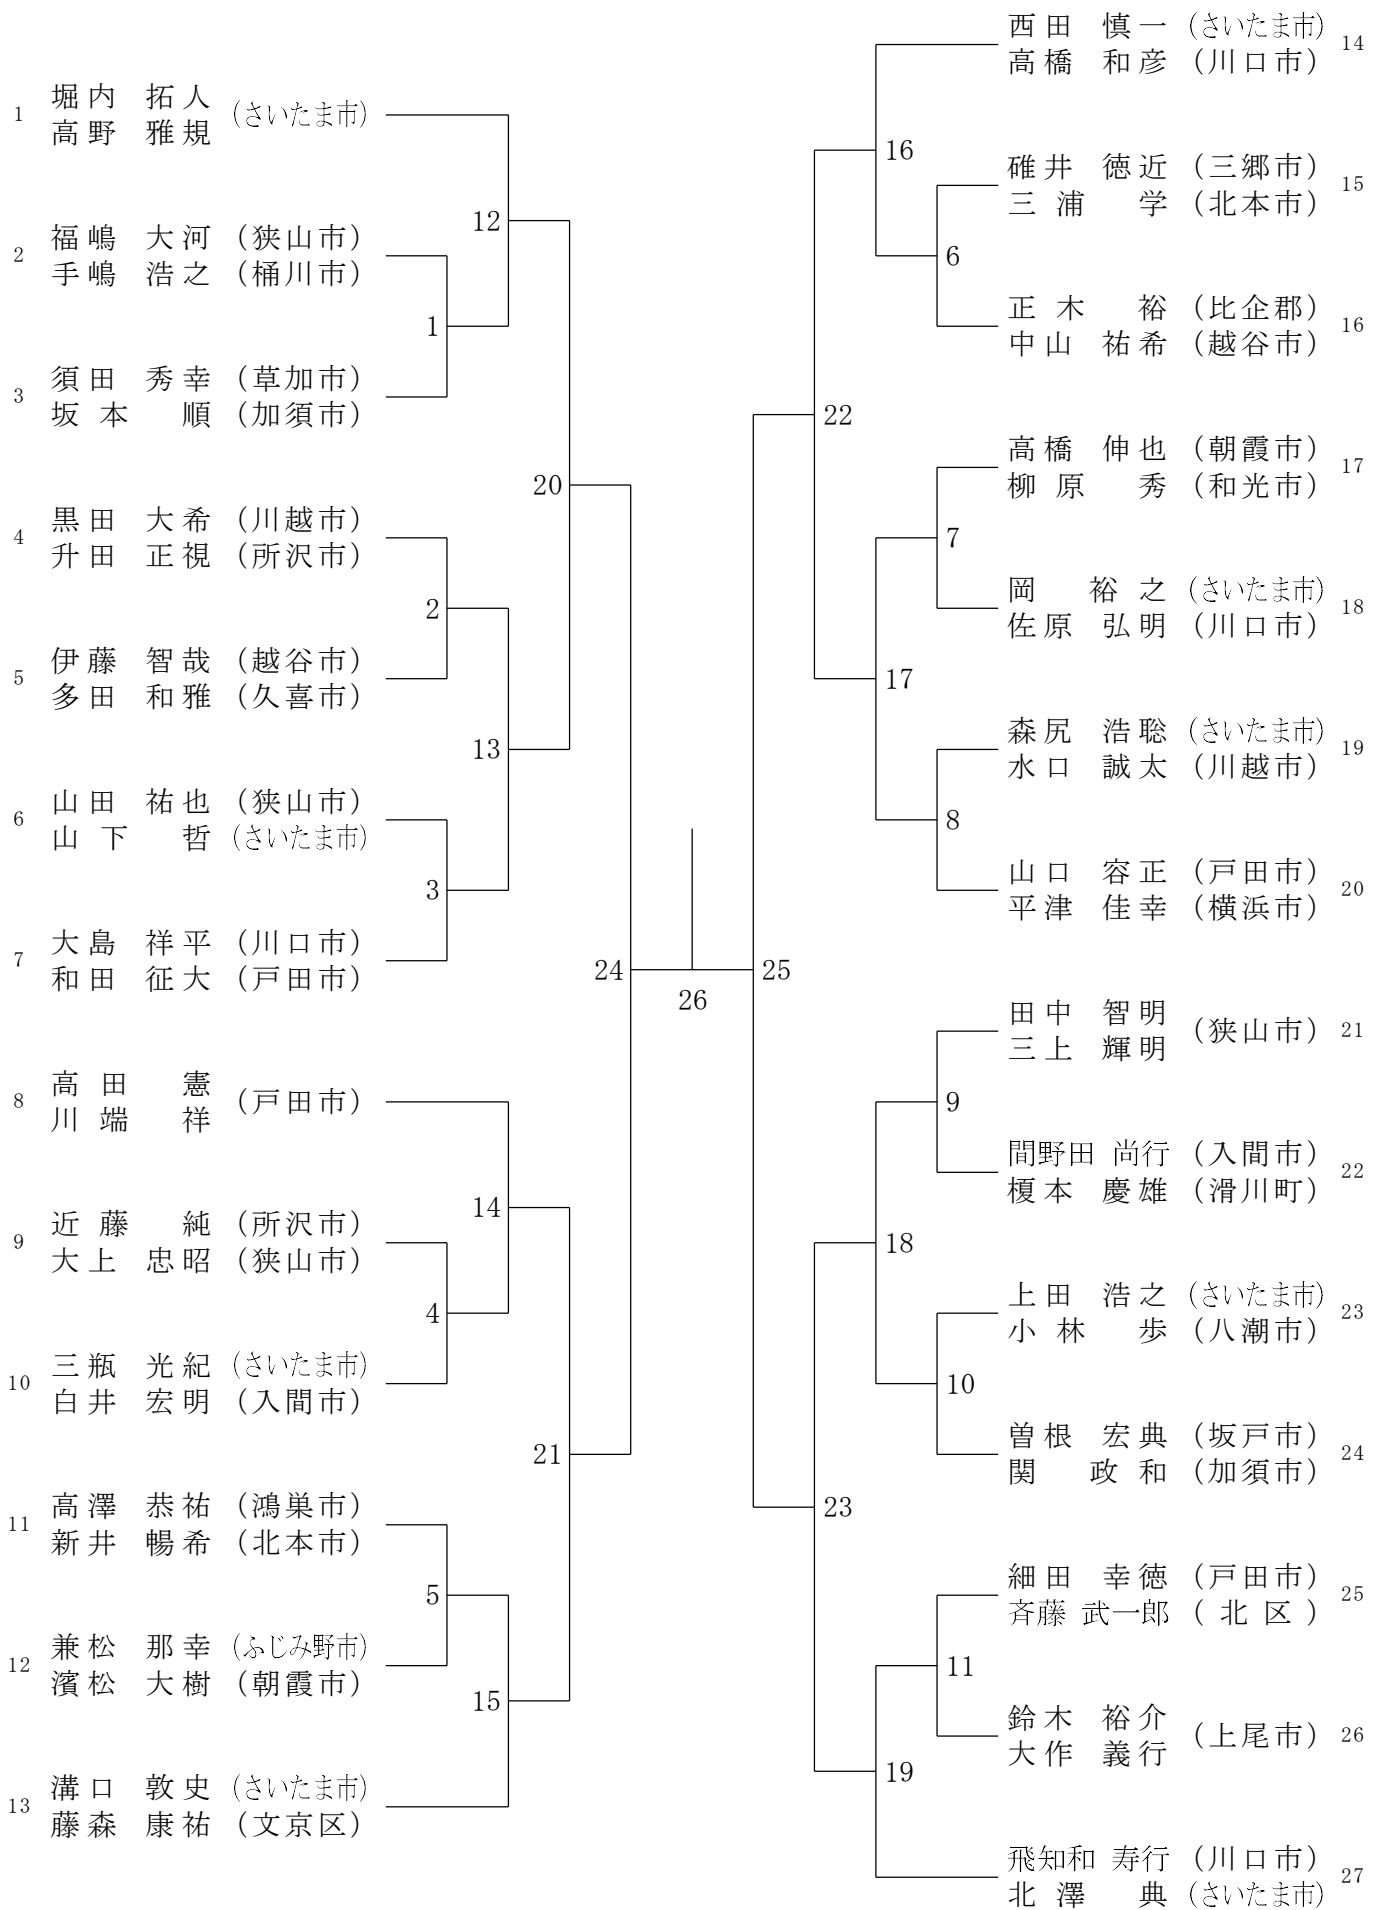 1 堀内 拓人 (さいたま市)
高野 雅規
2 福嶋 大河 (狭山市)
手嶋 浩之 (桶川市)
3 須田 秀幸 (草加市)
坂本 順 (加須市)
4 黒田 大希 (川越市)
升田 正視 (所沢市)
5 伊藤 智哉 (越谷市)
多田 和雅 (久喜市)
6 山田 祐也 (狭山市)
山下 哲 (さいたま市)
7 大島 祥平 (川口市)
和田 征大 (戸田市)
8 高田 憲 (戸田市)
川端 祥
9 近藤 純 (所沢市)
大上 忠昭 (狭山市)
10 三瓶 光紀 (さいたま市)
白井 宏明 (入間市)
11 高澤 恭祐 (鴻巣市)
新井 暢希 (北本市)
12 兼松 那幸 (ふじみ野市)
濱松 大樹 (朝霞市)
13 溝口 敦史 (さいたま市)
藤森 康祐 (文京区)
1
2
3
4
5
12
13
14
15
20
21
24
26
25
22
23
16
17
18
19
6
7
8
9
10
11
西田 慎一 (さいたま市) 14
高橋 和彦 (川口市)
碓井 徳近 (三郷市) 15
三浦 学 (北本市)
正木 裕 (比企郡) 16
中山 祐希 (越谷市)
高橋 伸也 (朝霞市) 17
柳原 秀 (和光市)
岡 裕之 (さいたま市) 18
佐原 弘明 (川口市)
森尻 浩聡 (さいたま市) 19
水口 誠太 (川越市)
山口 容正 (戸田市) 20
平津 佳幸 (横浜市)
田中 智明 (狭山市) 21
三上 輝明
間野田 尚行 (入間市) 22
榎本 慶雄 (滑川町)
上田 浩之 (さいたま市) 23
小林 歩 (八潮市)
曽根 宏典 (坂戸市) 24
関 政和 (加須市)
細田 幸徳 (戸田市) 25
斉藤 武一郎 (北区)
鈴木 裕介 (上尾市) 26
大作 義行
飛知和 寿行 (川口市) 27
北澤 典 (さいたま市)